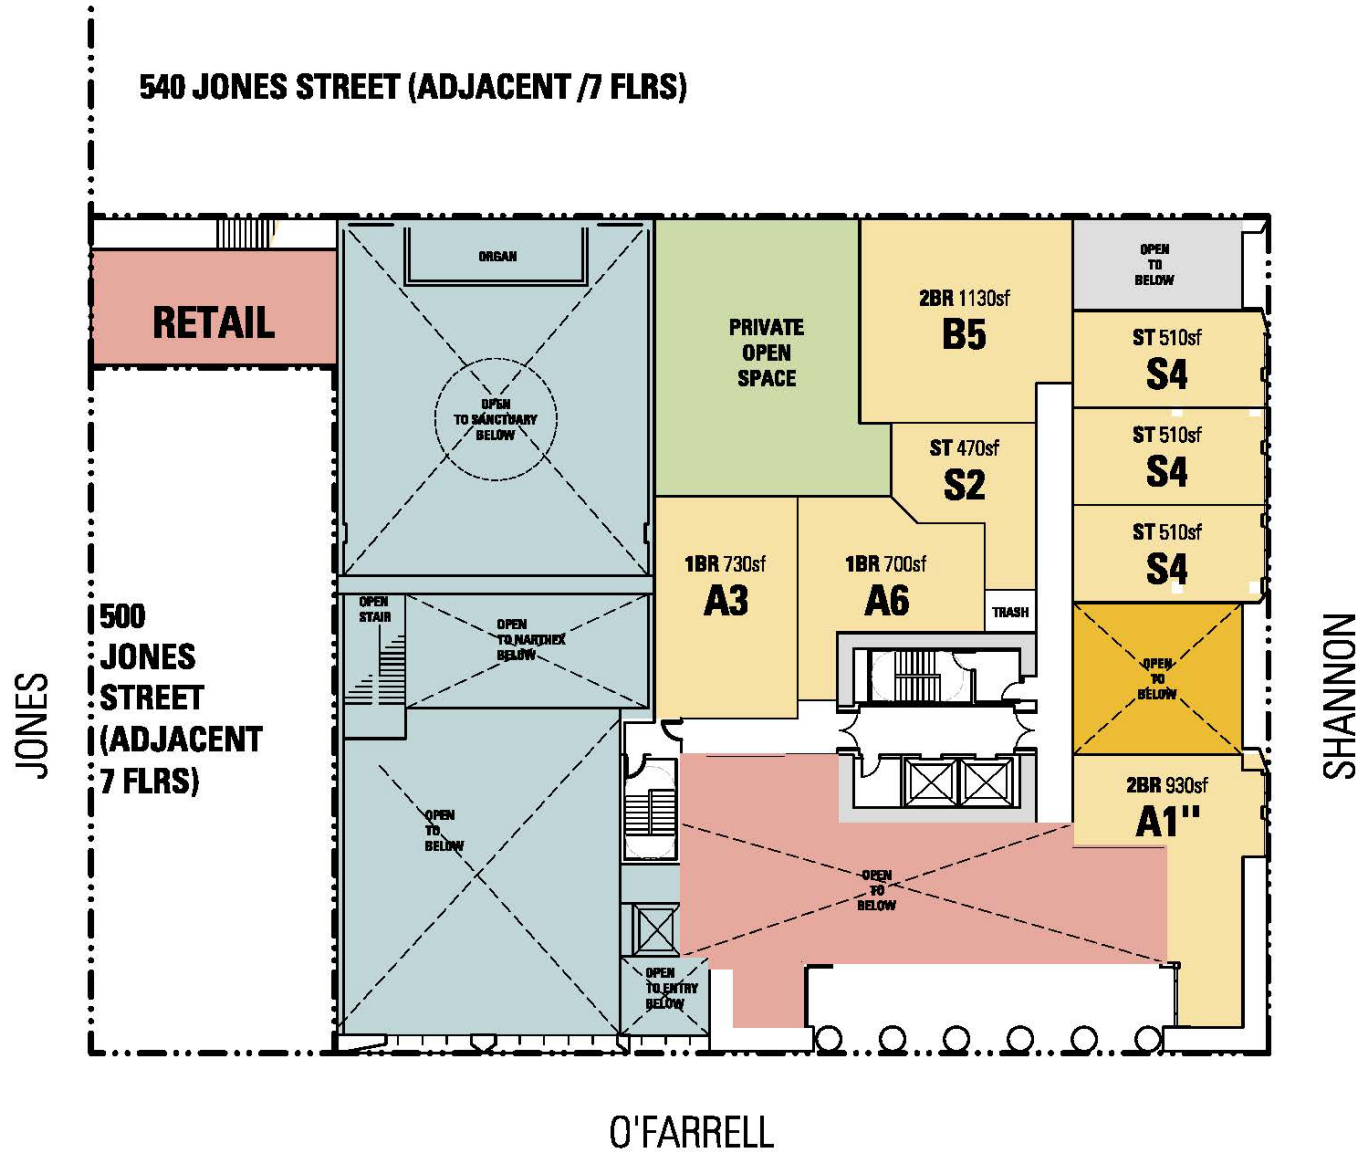 540 JONES STREET (ADJACENT /7 FLRS)
RETAIL
ORGAN
OPEN
TO SANCTUARY
BELOW
PRIVATE
OPEN
SPACE
2BR 1130sf
B5
OPEN
TO
BELOW
ST 510sf
S4
ST 510sf
S4
ST 510sf
S4
ST 470sf
S2
1BR 730sf
A3
1BR 700sf
A6
TRASH
OPEN
STAIR
OPEN
TO NARTHEX
BELOW
OPEN
TO
BELOW
500
JONES
STREET
(ADJACENT
7 FLRS)
OPEN
TO
BELOW
2BR 930sf
A1"
OPEN
TO
BELOW
OPEN
TO ENTRY
BELOW
JONES
SHANNON
O'FARRELL